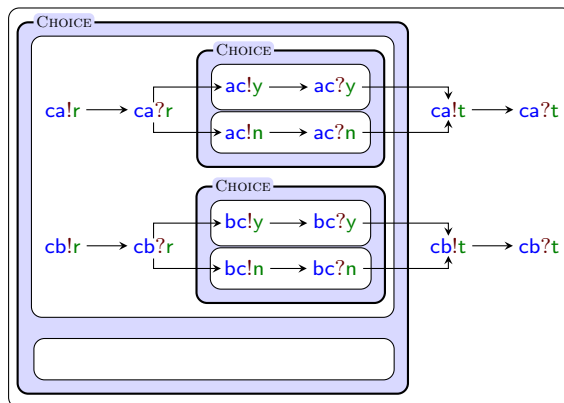 CHOICE
CHOICE
ac!y ac?y
ca!r ca?r ca!t ca?t
ac!n ac?n
CHOICE
bc!y bc?y
cb!r cb?r cb!t cb?t
bc!n bc?n